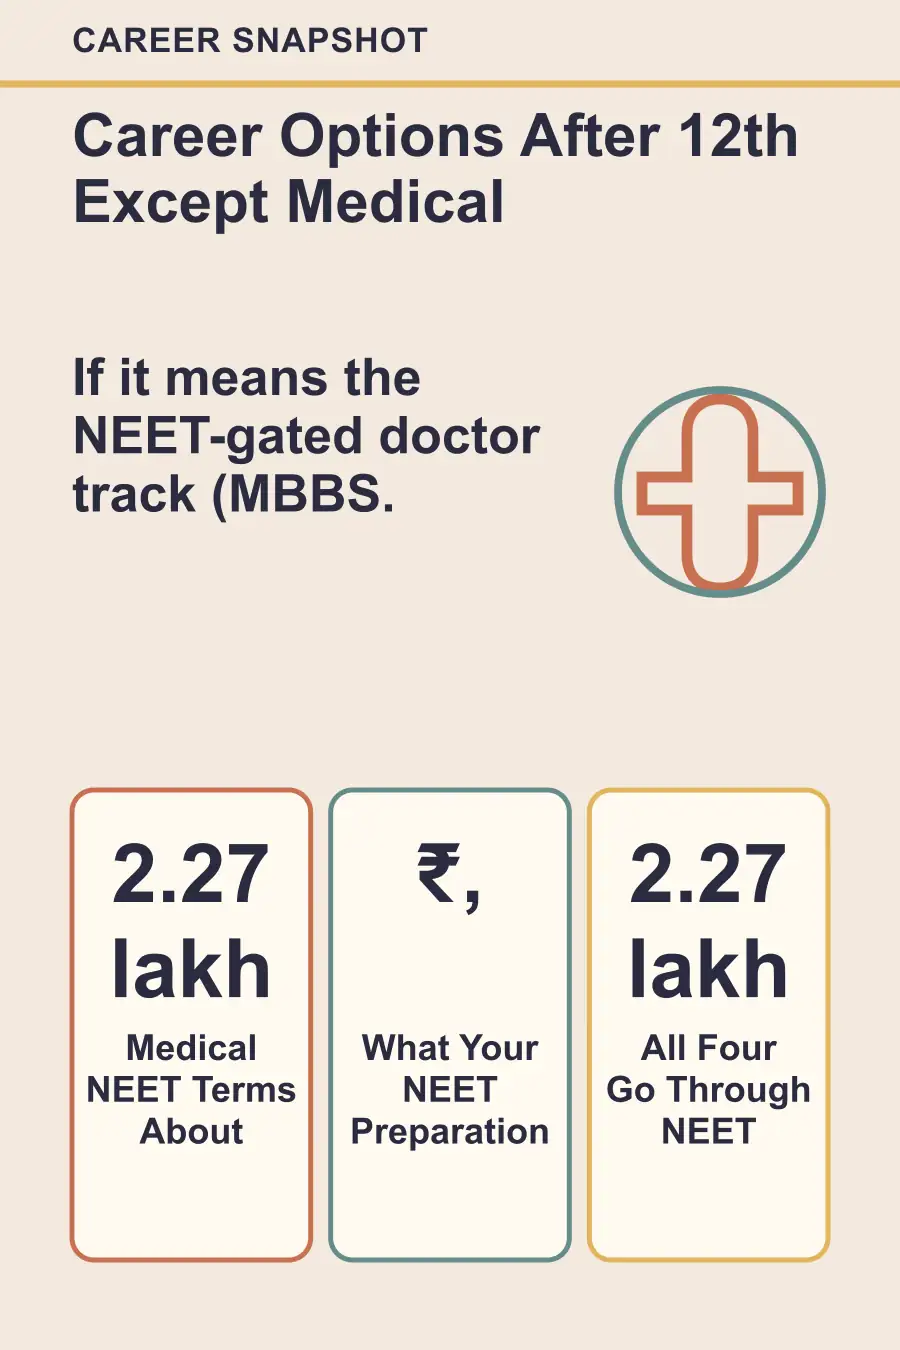 CAREER SNAPSHOT
Career Options After 12th
Except Medical
If it means the
NEET-gated doctor
track (MBBS.
2.27
lakh
Medical
NEET Terms
About
₹,
What Your
NEET
Preparation
2.27
lakh
All Four
Go Through
NEET